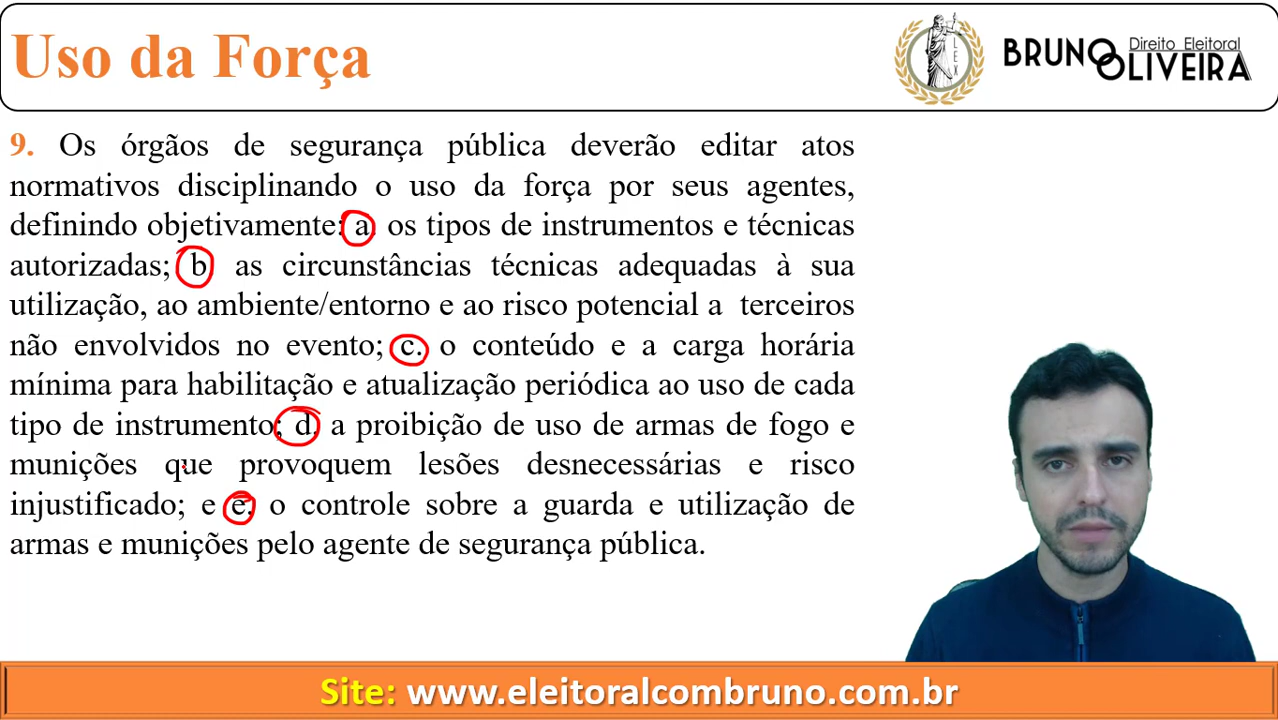 Uso da Força
LEX
BRUNO
Direito Eleitoral
OLIVEIRA
9. Os órgãos de segurança pública deverão editar atos
normativos disciplinando o uso da força por seus agentes,
definindo objetivamente: a. os tipos de instrumentos e técnicas
autorizadas; b as circunstâncias técnicas adequadas à sua
utilização, ao ambiente/entorno e ao risco potencial a terceiros
não envolvidos no evento; c. o conteúdo e a carga horária
mínima para habilitação e atualização periódica ao uso de cada
tipo de instrumento; d. a proibição de uso de armas de fogo e
munições que provoquem lesões desnecessárias e risco
injustificado; e e. o controle sobre a guarda e utilização de
armas e munições pelo agente de segurança pública.
Site: www.eleitoralcombruno.com.br